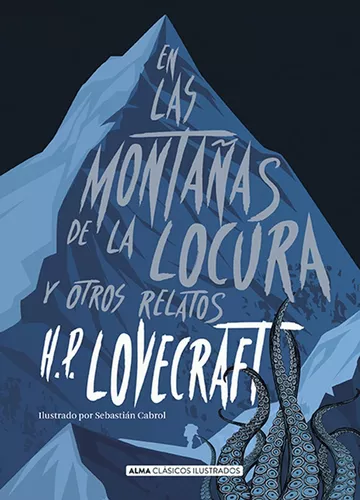 EN
LAS
MONTAÑAS
DE LA LOCURA
Y OTROS RELATOS
H.P. LOVECRAFT
Ilustrado por Sebastián Cabrol
ALMA CLÁSICOS ILUSTRADOS